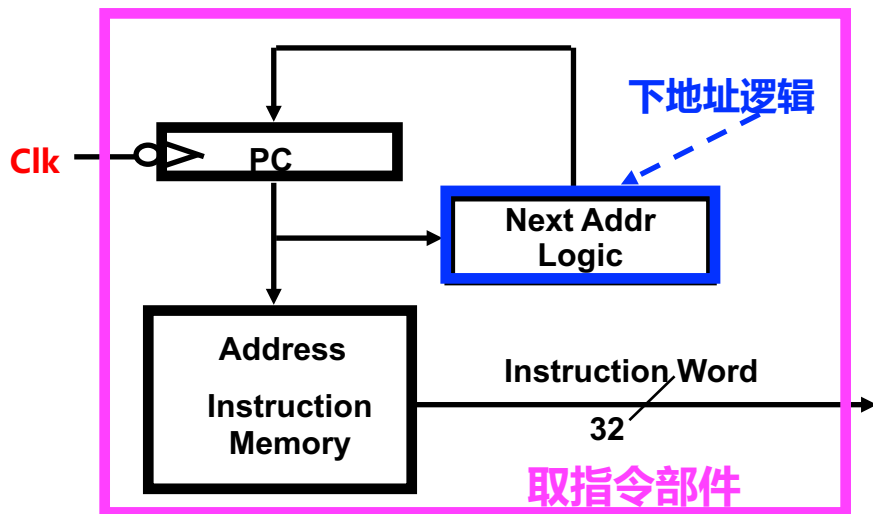 下地址逻辑
Clk
PC
Next Addr
Logic
Address
Instruction
Memory
Instruction Word
32
取指令部件